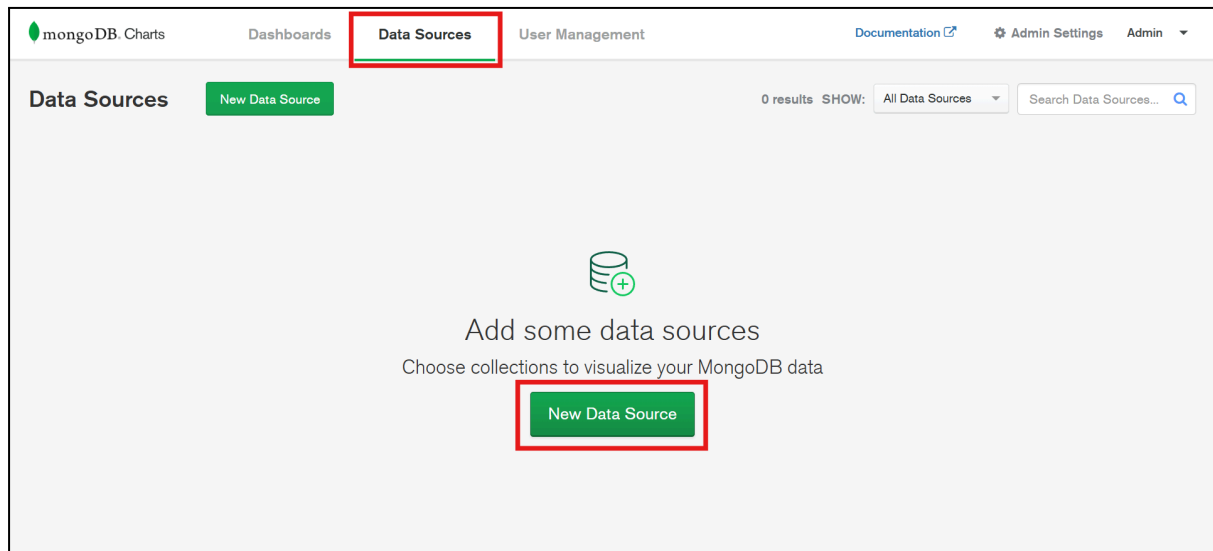 mongoDB. Charts Dashboards Data Sources User Management Documentation Admin Settings Admin
Data Sources New Data Source 0 results SHOW: All Data Sources Search Data Sources...
Add some data sources
Choose collections to visualize your MongoDB data
New Data Source